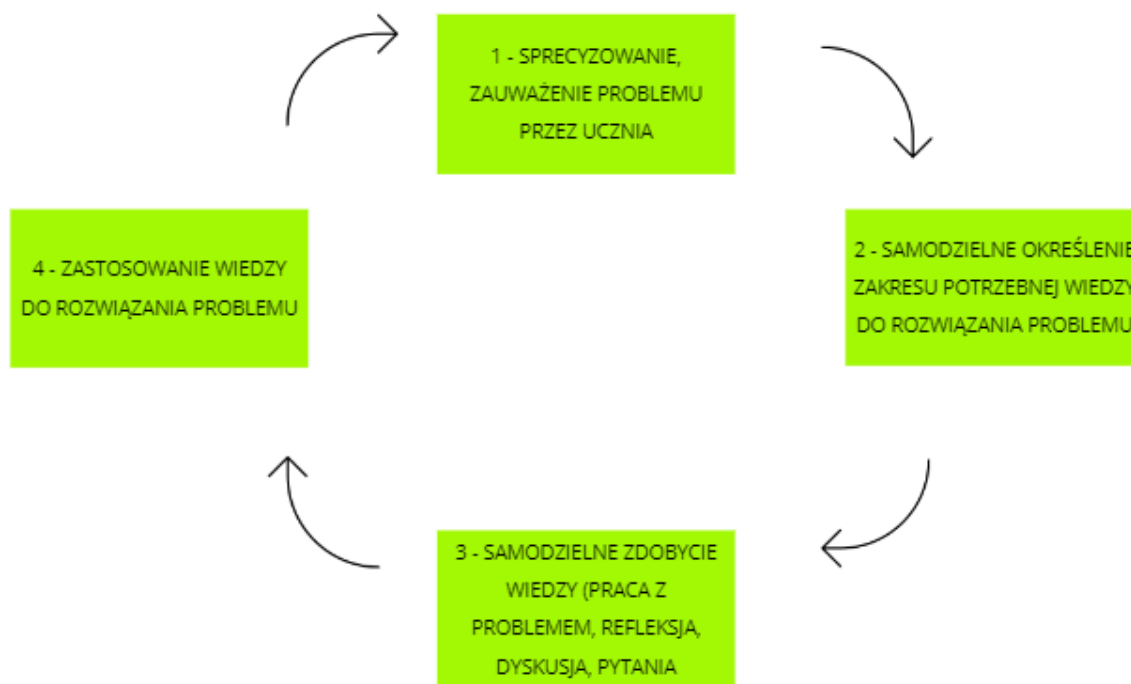 1 - SPRECYZOWANIE,
ZAUWAŻENIE PROBLEMU
PRZEZ UCZNIA
2 - SAMODZIELNE OKREŚLENIE
ZAKRESU POTRZEBNEJ WIEDZY
DO ROZWIĄZANIA PROBLEMU
3 - SAMODZIELNE ZDOBYCIE
WIEDZY (PRACA Z
PROBLEMEM, REFLEKSJA,
DYSKUSJA, PYTANIA
4 - ZASTOSOWANIE WIEDZY
DO ROZWIĄZANIA PROBLEMU